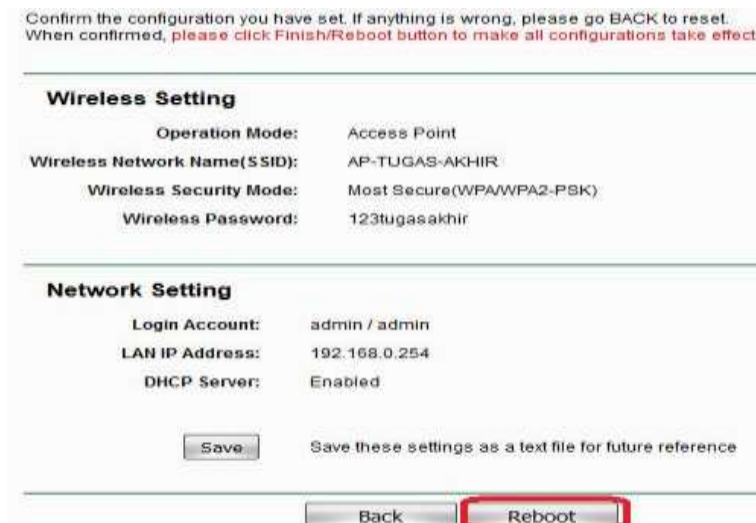 Confirm the configuration you have set. If anything is wrong, please go BACK to reset.
When confirmed, please click Finish/Reboot button to make all configurations take effect
Wireless Setting
Operation Mode: Access Point
Wireless Network Name(SSID): AP-TUGAS-AKHIR
Wireless Security Mode: Most Secure(WPA/WPA2-PSK)
Wireless Password: 123tugasakhir
Network Setting
Login Account: admin / admin
LAN IP Address: 192.168.0.254
DHCP Server: Enabled
Save Save these settings as a text file for future reference
Back Reboot